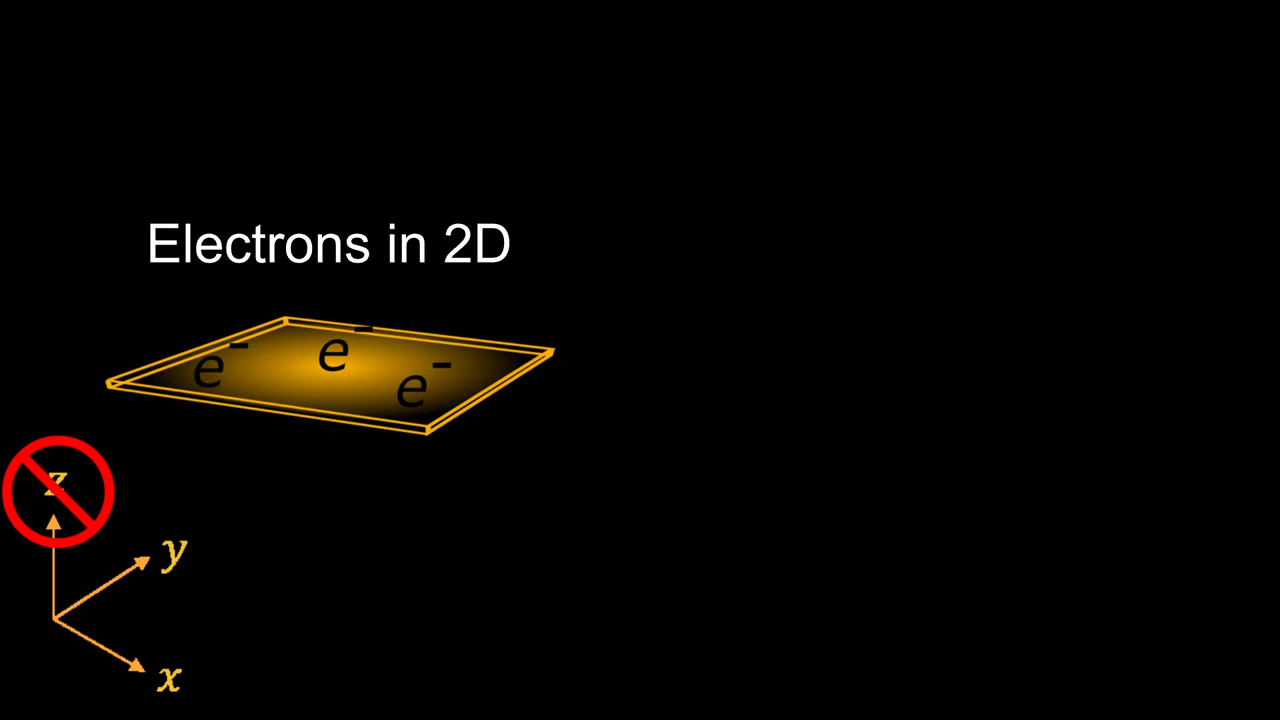 Electrons in 2D
e⁻ e⁻ e⁻
z
y
x